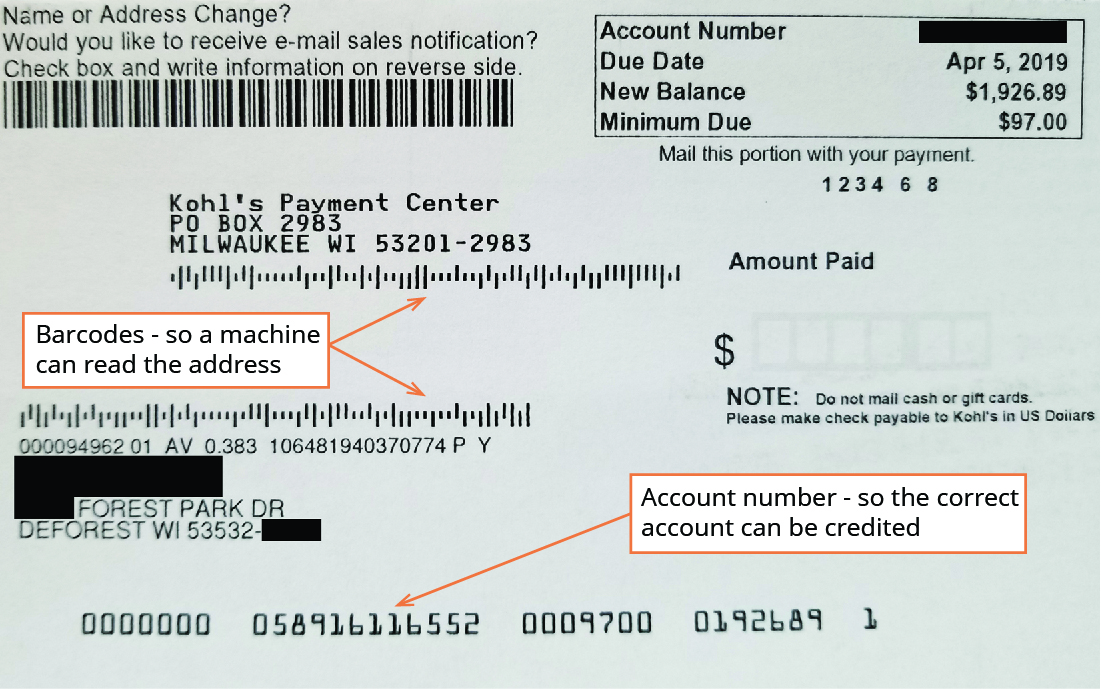 Name or Address Change?
Would you like to receive e-mail sales notification?
Check box and write information on reverse side.
Account Number
Due Date Apr 5, 2019
New Balance $1,926.89
Minimum Due $97.00
Mail this portion with your payment.
1 2 3 4 6 8
Kohl's Payment Center
PO BOX 2983
MILWAUKEE WI 53201-2983
Amount Paid
Barcodes - so a machine
can read the address
$
NOTE: Do not mail cash or gift cards.
Please make check payable to Kohl's in US Dollars
000094962 01 AV 0.383 106481940370774 P Y
FOREST PARK DR
DEFOREST WI 53532-
Account number - so the correct
account can be credited
0000000 058916116552 0009700 0192689 1